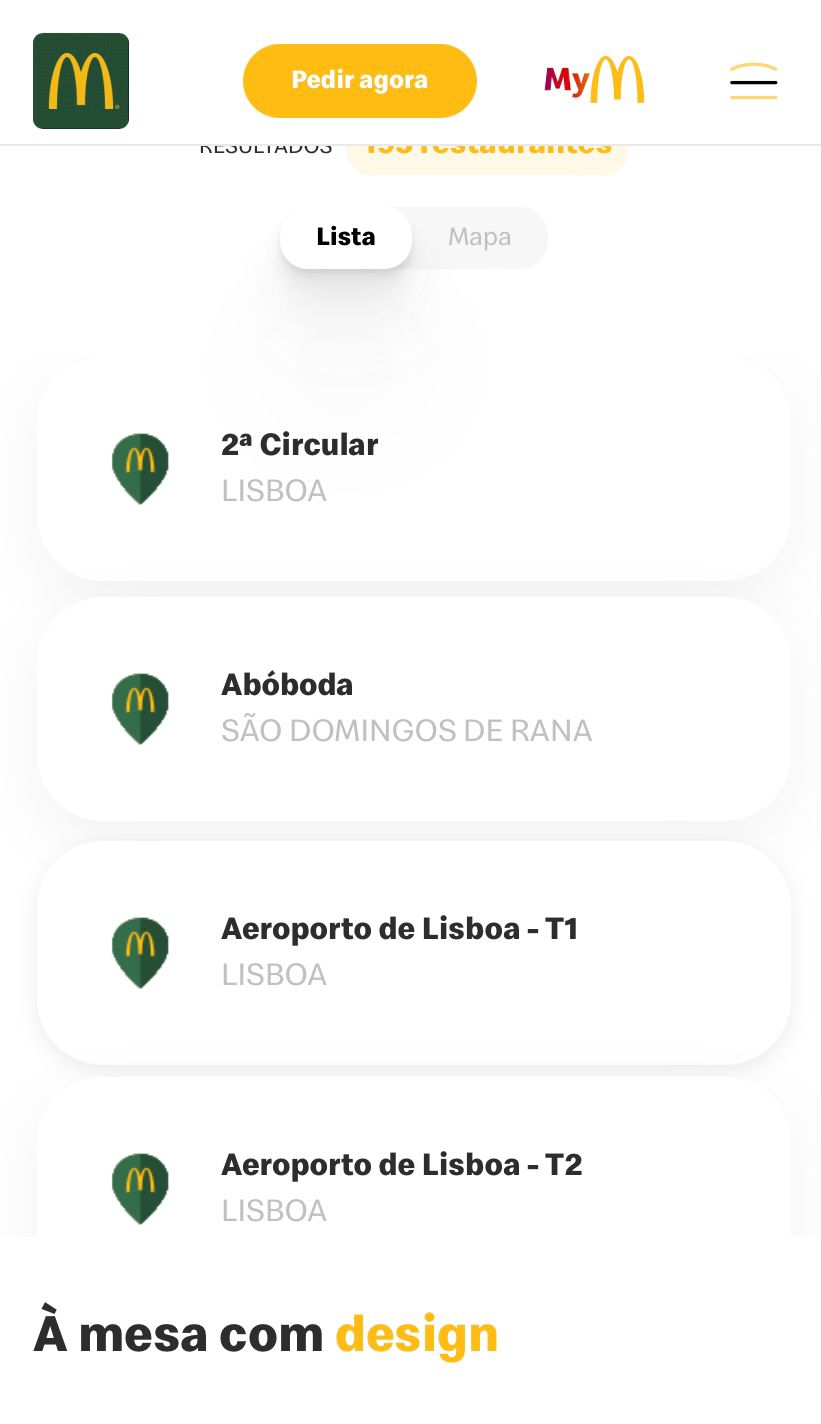 Pedir agora
My
RESULTADOS restaurantes
Lista
Mapa
2ª Circular
LISBOA
Abóboda
SÃO DOMINGOS DE RANA
Aeroporto de Lisboa - T1
LISBOA
Aeroporto de Lisboa - T2
LISBOA
À mesa com design